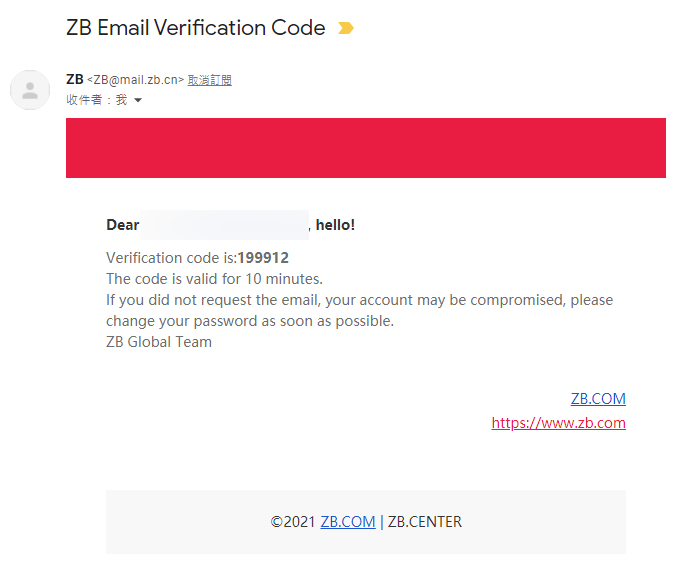 ZB Email Verification Code
ZB <ZB@mail.zb.cn> 取消訂閱
收件者：我
Dear , hello!
Verification code is:199912
The code is valid for 10 minutes.
If you did not request the email, your account may be compromised, please
change your password as soon as possible.
ZB Global Team
ZB.COM
https://www.zb.com
©2021 ZB.COM | ZB.CENTER